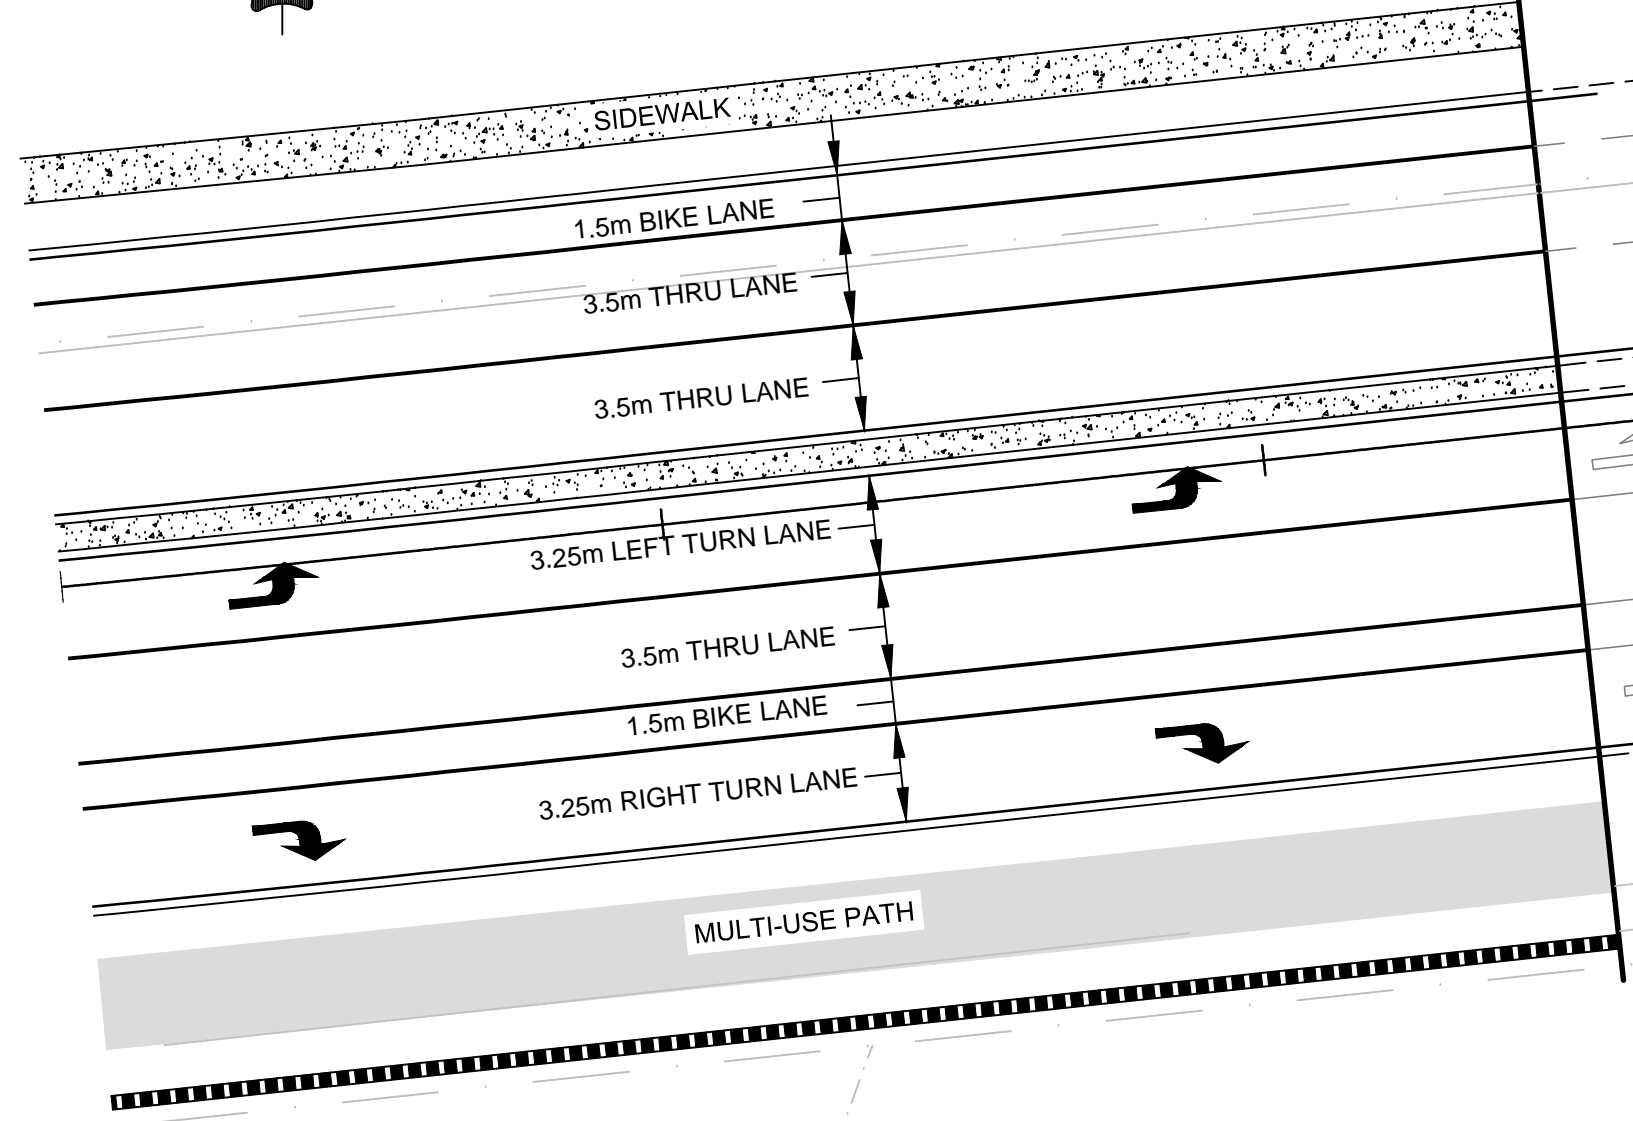 SIDEWALK
1.5m BIKE LANE
3.5m THRU LANE
3.5m THRU LANE
3.25m LEFT TURN LANE
3.5m THRU LANE
1.5m BIKE LANE
3.25m RIGHT TURN LANE
MULTI-USE PATH